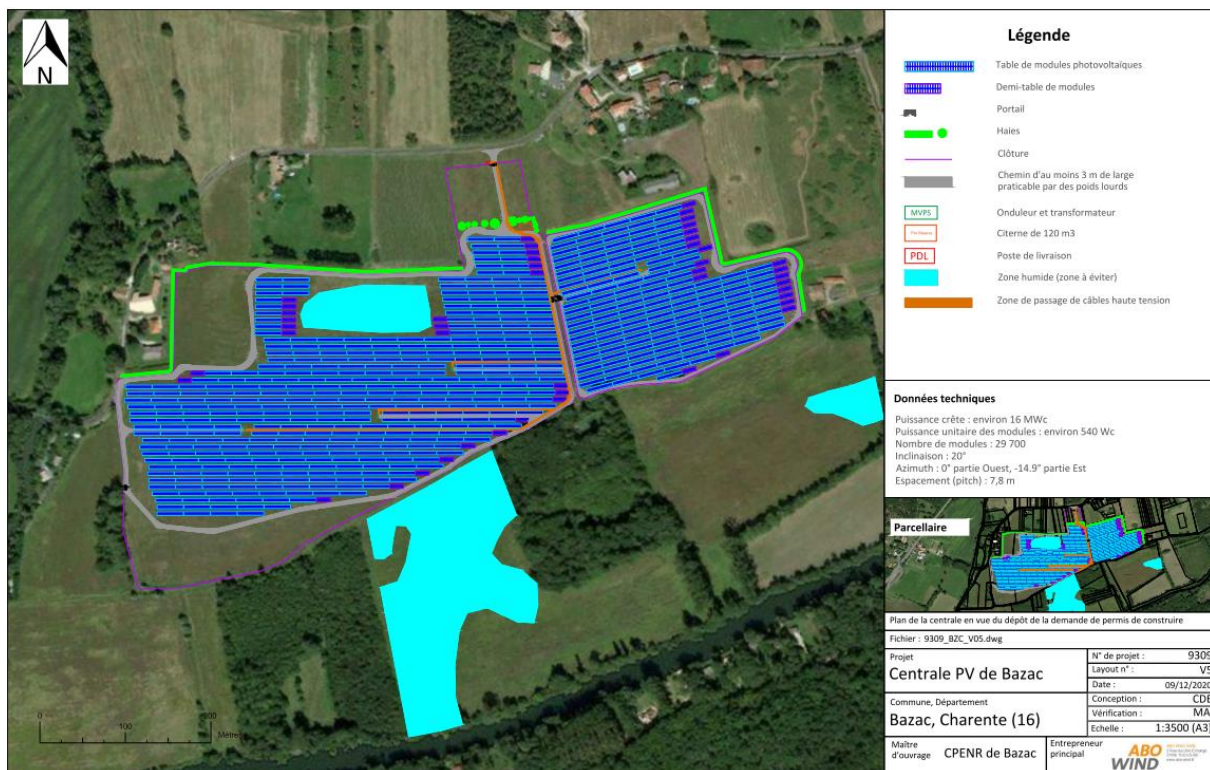 N
Légende
Table de modules photovoltaïques
Demi-table de modules
Portail
Haies
Clôture
Chemin d'au moins 3 m de large
praticable par des poids lourds
MVPS
Onduleur et transformateur
Citerne de 120 m3
PDL
Poste de livraison
Zone humide (zone à éviter)
Zone de passage de câbles haute tension
Données techniques
Puissance crête : environ 16 MWc
Puissance unitaire des modules : environ 540 Wc
Nombre de modules : 29 700
Inclinaison : 20°
Azimuth : 0° partie Ouest, -14.9° partie Est
Espacement (pitch) : 7,8 m
Parcellaire
Plan de la centrale en vue du dépôt de la demande de permis de construire
Fichier : 9309_BZC_V05.dwg
Projet
Centrale PV de Bazac
N° de projet : 9309
Layout n° : V5
Date : 09/12/2020
Commune, Département
Bazac, Charente (16)
Conception : CDE
Vérification : MA
Echelle : 1:3500 (A3)
Maître
d'ouvrage
CPENR de Bazac
Entrepreneur
principal
ABO
WIND
0
100